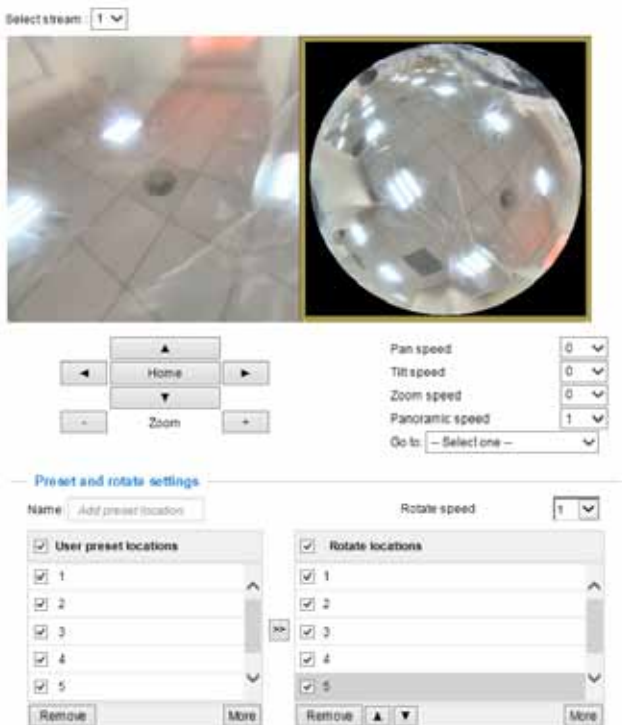 Select stream : 1
Home
Zoom
- +
Pan speed 0
Tilt speed 0
Zoom speed 0
Panoramic speed 1
Go to: -- Select one --
Preset and rotate settings
Name Add preset location
Rotate speed 1
User preset locations
1
2
3
4
5
Remove More
>>
Rotate locations
1
2
3
4
5
Remove More